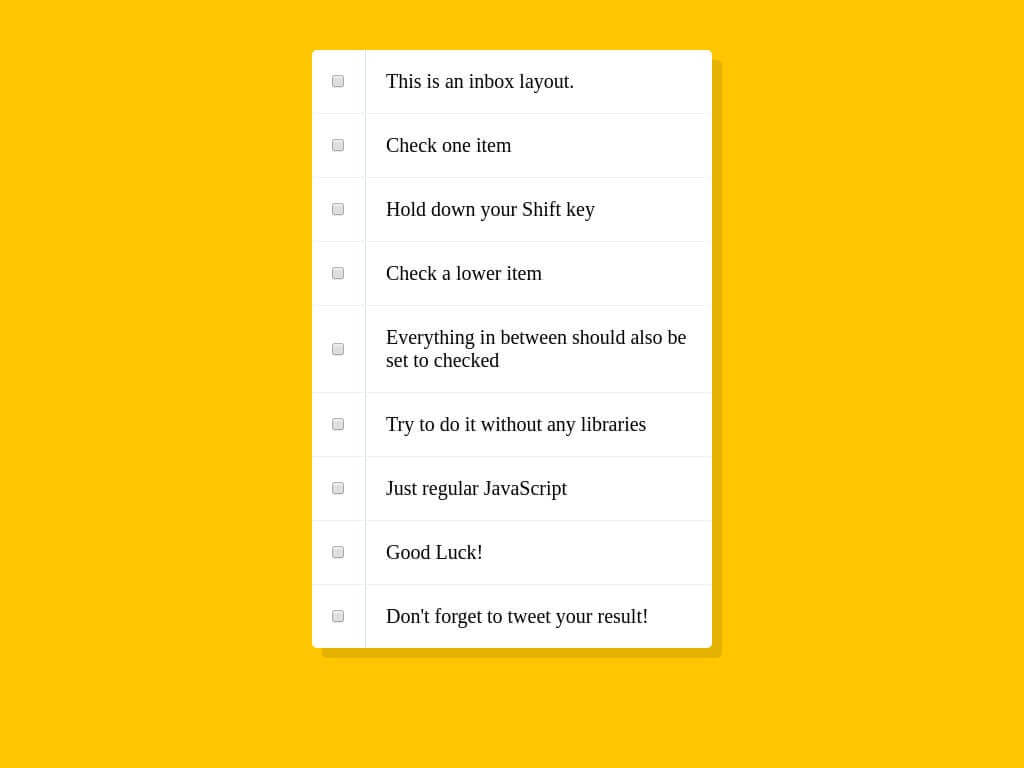 This is an inbox layout.
Check one item
Hold down your Shift key
Check a lower item
Everything in between should also be
set to checked
Try to do it without any libraries
Just regular JavaScript
Good Luck!
Don't forget to tweet your result!